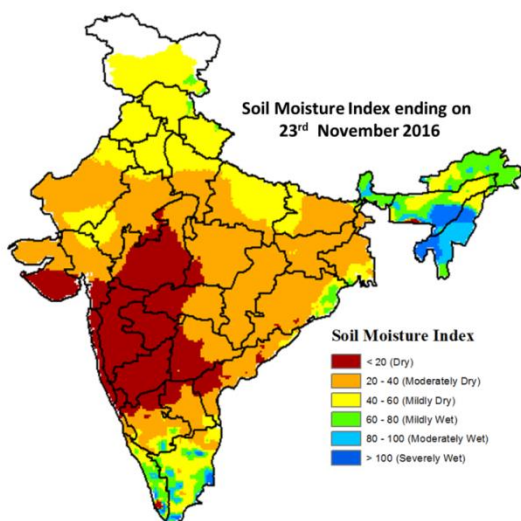 Soil Moisture Index ending on
23rd November 2016
Soil Moisture Index
< 20 (Dry)
20 - 40 (Moderately Dry)
40 - 60 (Mildly Dry)
60 - 80 (Mildly Wet)
80 - 100 (Moderately Wet)
> 100 (Severely Wet)